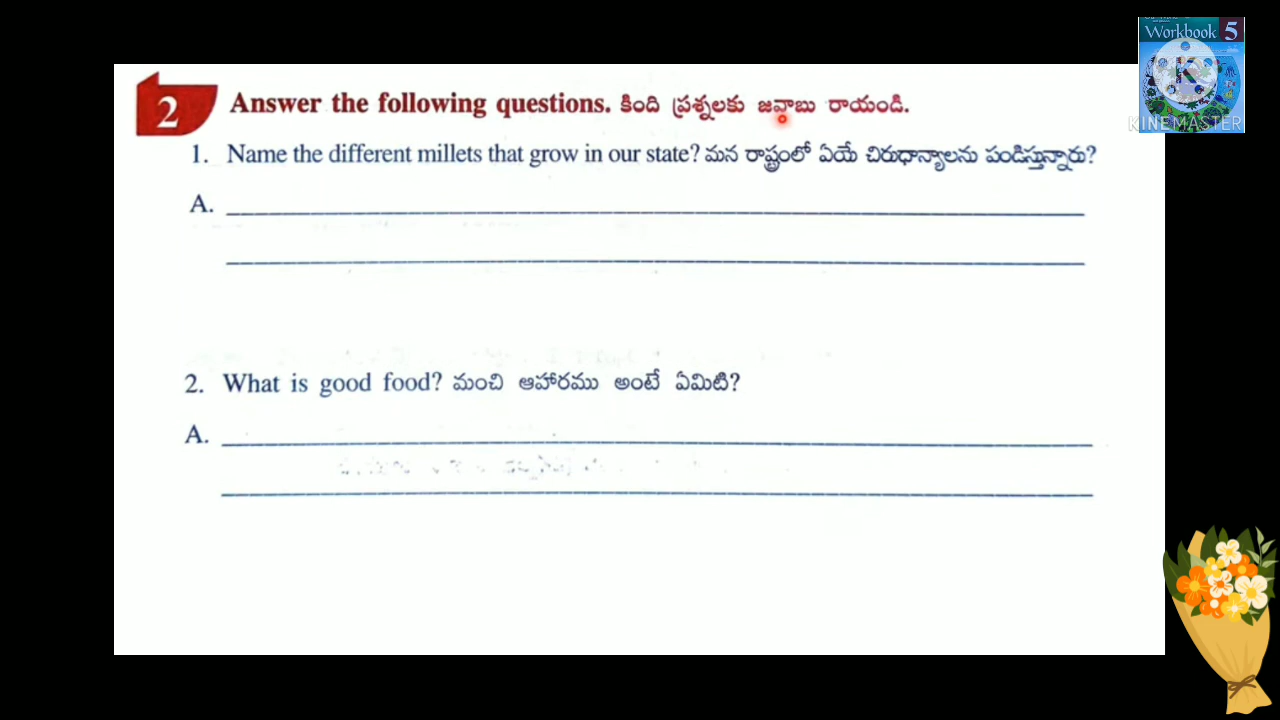 Workbook 5
KINEMASTER
2 Answer the following questions. కింది ప్రశ్నలకు జవాబు రాయండి.
1. Name the different millets that grow in our state? మన రాష్ట్రంలో ఏయే చిరుధాన్యాలను పండిస్తున్నారు?
A.
2. What is good food? మంచి ఆహారము అంటే ఏమిటి?
A.